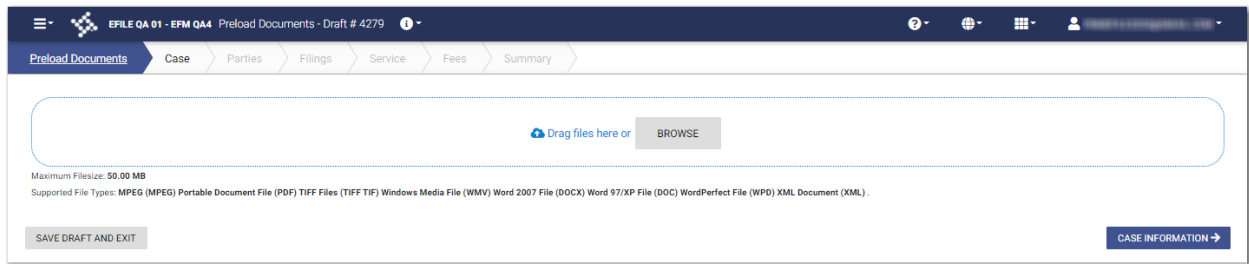 EFILE QA 01 - EFM QA4 Preload Documents - Draft # 4279
Preload Documents Case Parties Filings Service Fees Summary
Drag files here or BROWSE
Maximum Filesize: 50.00 MB
Supported File Types: MPEG (MPEG) Portable Document File (PDF) TIFF Files (TIFF TIF) Windows Media File (WMV) Word 2007 File (DOCX) Word 97/XP File (DOC) WordPerfect File (WPD) XML Document (XML) .
SAVE DRAFT AND EXIT CASE INFORMATION